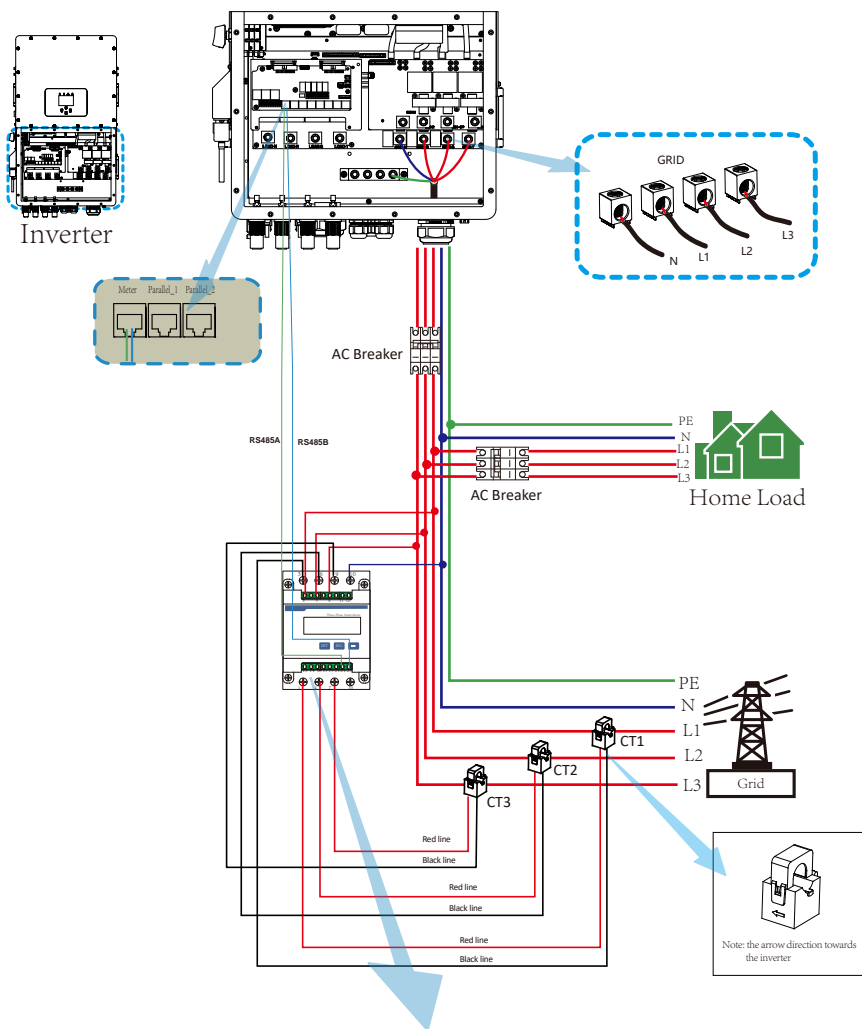 Inverter
GRID
N
L1
L2
L3
Meter
Parallel_1
Parallel_2
AC Breaker
RS485A
RS485B
PE
N
L1
L2
L3
AC Breaker
Home Load
PE
N
L1
L2
L3
CT1
CT2
CT3
Grid
Red line
Black line
Red line
Black line
Red line
Black line
Note: the arrow direction towards
the inverter